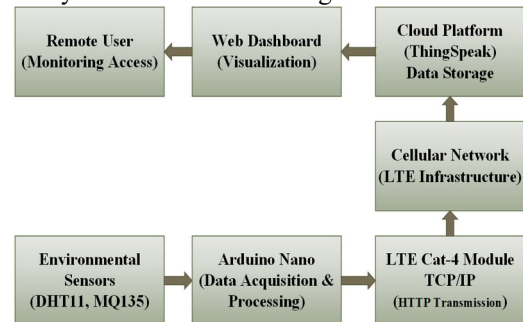 Remote User
(Monitoring Access)
Web Dashboard
(Visualization)
Cloud Platform
(ThingSpeak)
Data Storage
Cellular Network
(LTE Infrastructure)
Environmental
Sensors
(DHT11, MQ135)
Arduino Nano
(Data Acquisition &
Processing)
LTE Cat-4 Module
TCP/IP
(HTTP Transmission)